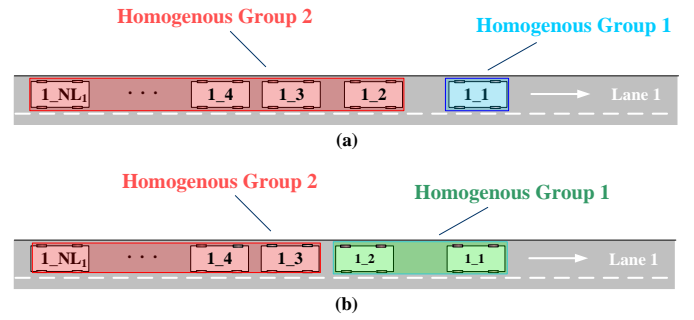 Homogenous Group 2
Homogenous Group 1
1_NL₁ · · · 1_4 1_3 1_2 1_1 Lane 1
(a)
Homogenous Group 2
Homogenous Group 1
1_NL₁ · · · 1_4 1_3 1_2 1_1 Lane 1
(b)